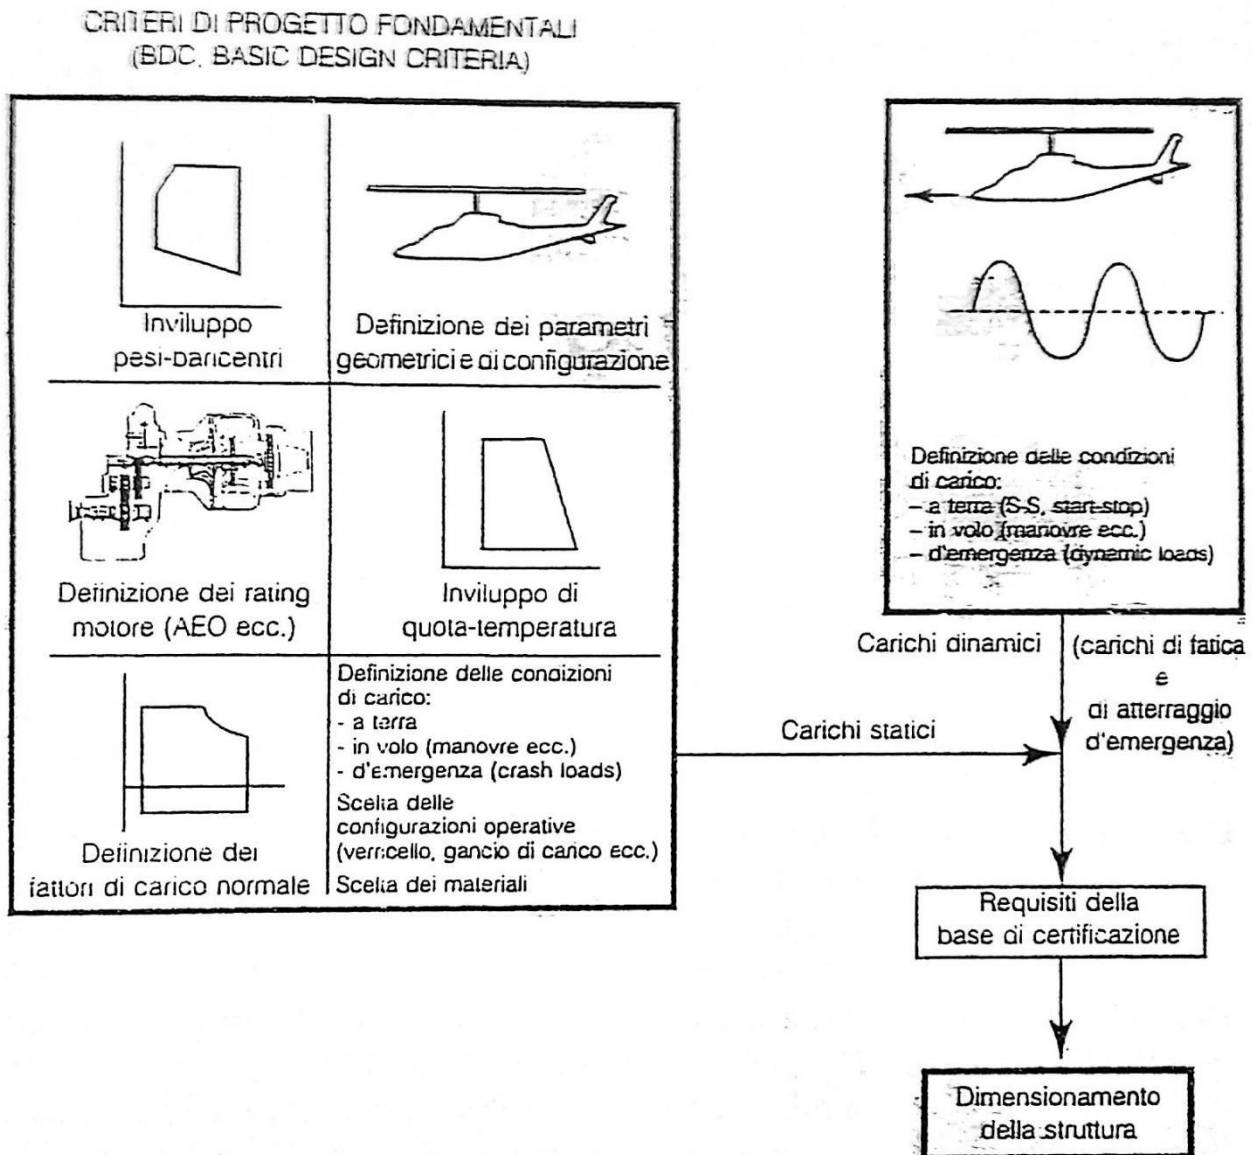 CRITERI DI PROGETTO FONDAMENTALI
(BDC, BASIC DESIGN CRITERIA)
Inviluppo
pesi-baricentri
Definizione dei parametri
geometrici e di configurazione
Definizione dei rating
motore (AEO ecc.)
Inviluppo di
quota-temperatura
Definizione dei
fattori di carico normale
Definizione delle condizioni
di carico:
- a terra
- in volo (manovre ecc.)
- d'emergenza (crash loads)
Scelta delle
configurazioni operative
(verricello, gancio di carico ecc.)
Scelta dei materiali
Definizione delle condizioni
di carico:
– a terra (S-S, start-stop)
– in volo (manovre ecc.)
– d'emergenza (dynamic loads)
Carichi dinamici
(carichi di fatica
e
di atterraggio
d'emergenza)
Carichi statici
Requisiti della
base di certificazione
Dimensionamento
della struttura